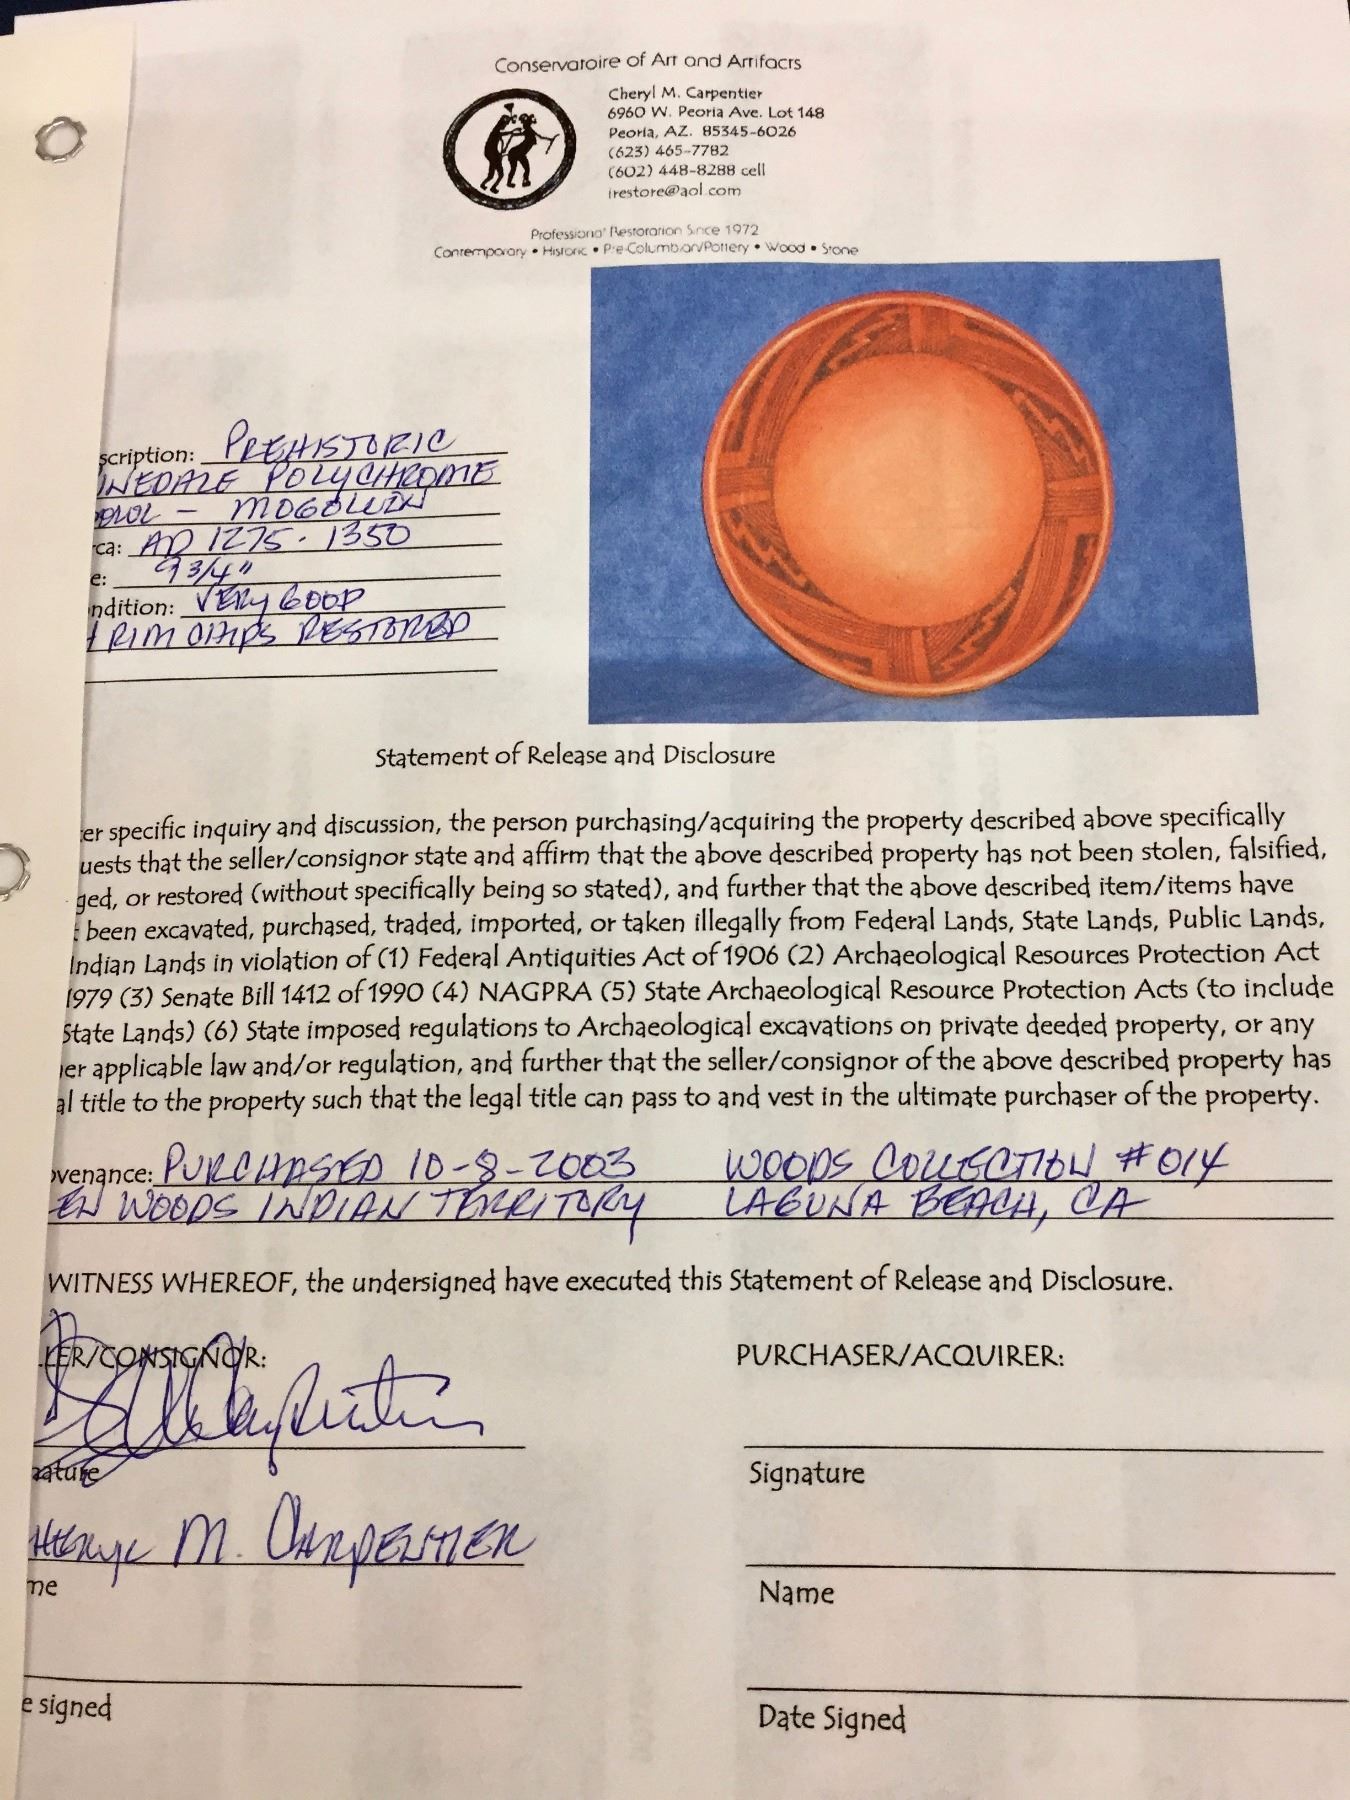 Conservatoire of Art and Artifacts
Cheryl M. Carpentier
6960 W. Peoria Ave. Lot 148
Peoria, AZ. 85345-6026
(623) 465-7782
(602) 448-8288 cell
irestore@aol.com
Professional Restoration Since 1972
Contemporary • Historic • Pre-Columbian/Pottery • Wood • Stone
scription: PREHISTORIC
INEDALE POLYCHROME
BOWL - MOGOLLON
rca: AD 1275 - 1350
e: 9 3/4"
ndition: VERY GOOD
RIM CHIPS RESTORED
Statement of Release and Disclosure
er specific inquiry and discussion, the person purchasing/acquiring the property described above specifically
uests that the seller/consignor state and affirm that the above described property has not been stolen, falsified,
ged, or restored (without specifically being so stated), and further that the above described item/items have
t been excavated, purchased, traded, imported, or taken illegally from Federal Lands, State Lands, Public Lands,
Indian Lands in violation of (1) Federal Antiquities Act of 1906 (2) Archaeological Resources Protection Act
1979 (3) Senate Bill 1412 of 1990 (4) NAGPRA (5) State Archaeological Resource Protection Acts (to include
State Lands) (6) State imposed regulations to Archaeological excavations on private deeded property, or any
er applicable law and/or regulation, and further that the seller/consignor of the above described property has
al title to the property such that the legal title can pass to and vest in the ultimate purchaser of the property.
ovenance: PURCHASED 10-8-2003 WOODS COLLECTION #014
EN WOODS INDIAN TERRITORY LAGUNA BEACH, CA
WITNESS WHEREOF, the undersigned have executed this Statement of Release and Disclosure.
LER/CONSIGNOR:
PURCHASER/ACQUIRER:
nature
Signature
HERYL M. CARPENTIER
me
Name
e signed
Date Signed